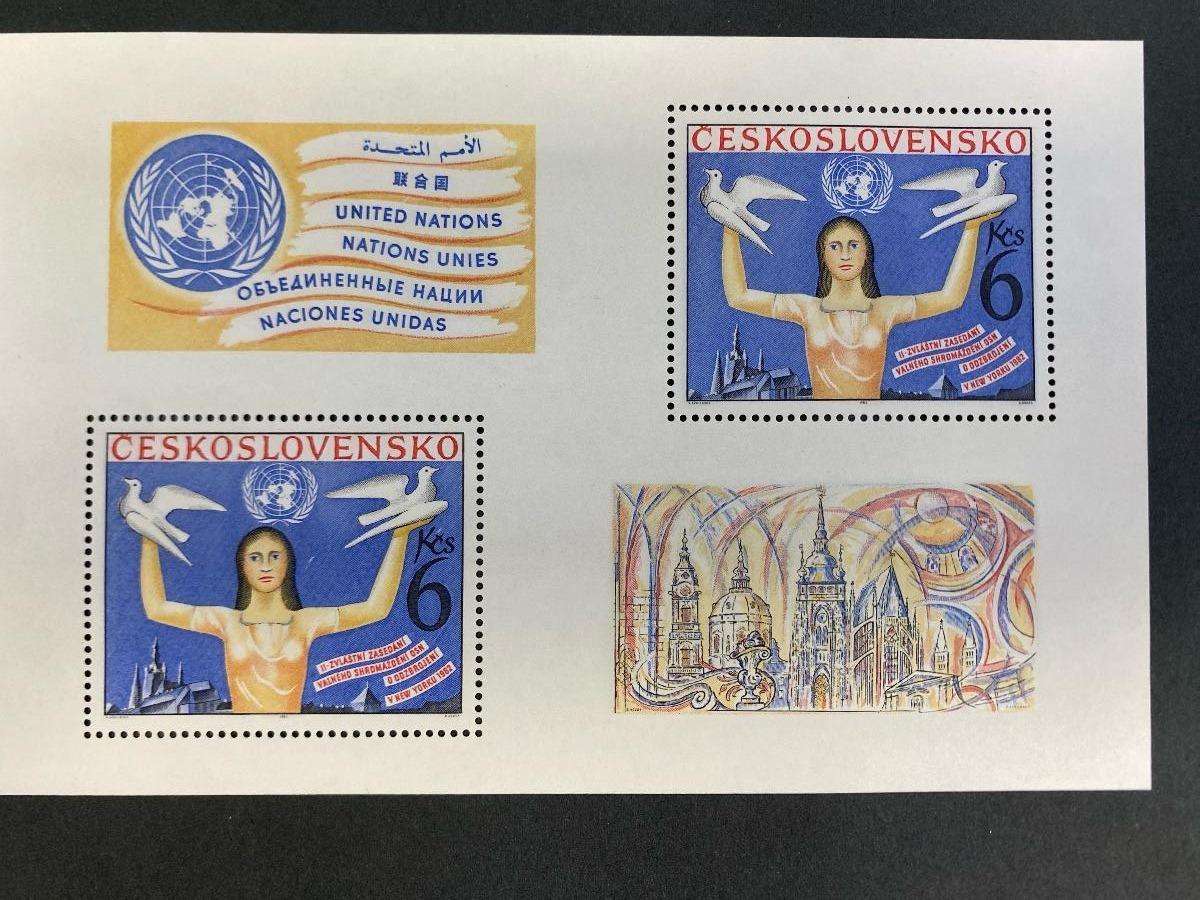 الأمم المتحدة
联合国
UNITED NATIONS
NATIONS UNIES
ОБЪЕДИНЕННЫЕ НАЦИИ
NACIONES UNIDAS
ČESKOSLOVENSKO
Kčs
6
II. ZVLÁŠTNÍ ZASEDÁNÍ
VALNÉHO SHROMÁŽDĚNÍ OSN
O ODZBROJENÍ
V NEW YORKU 1982
1982
ČESKOSLOVENSKO
Kčs
6
II. ZVLÁŠTNÍ ZASEDÁNÍ
VALNÉHO SHROMÁŽDĚNÍ OSN
O ODZBROJENÍ
V NEW YORKU 1982
1982